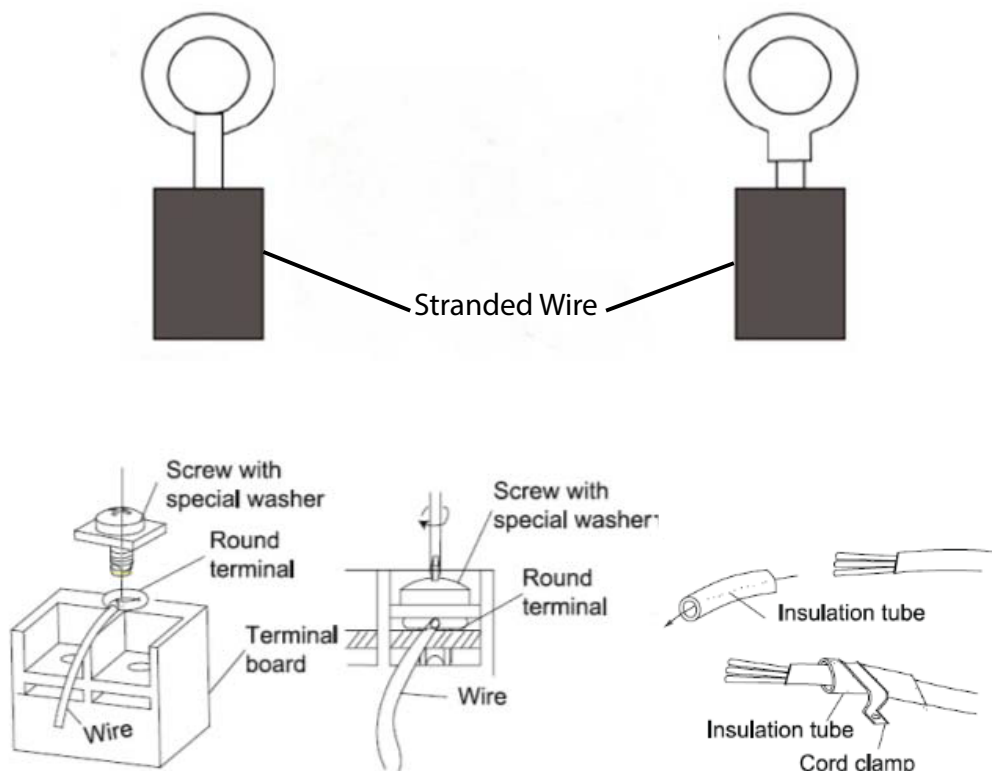 Stranded Wire
Screw with
special washer
Round
terminal
Terminal
board
Wire
Screw with
special washer
Round
terminal
Wire
Insulation tube
Insulation tube
Cord clamp